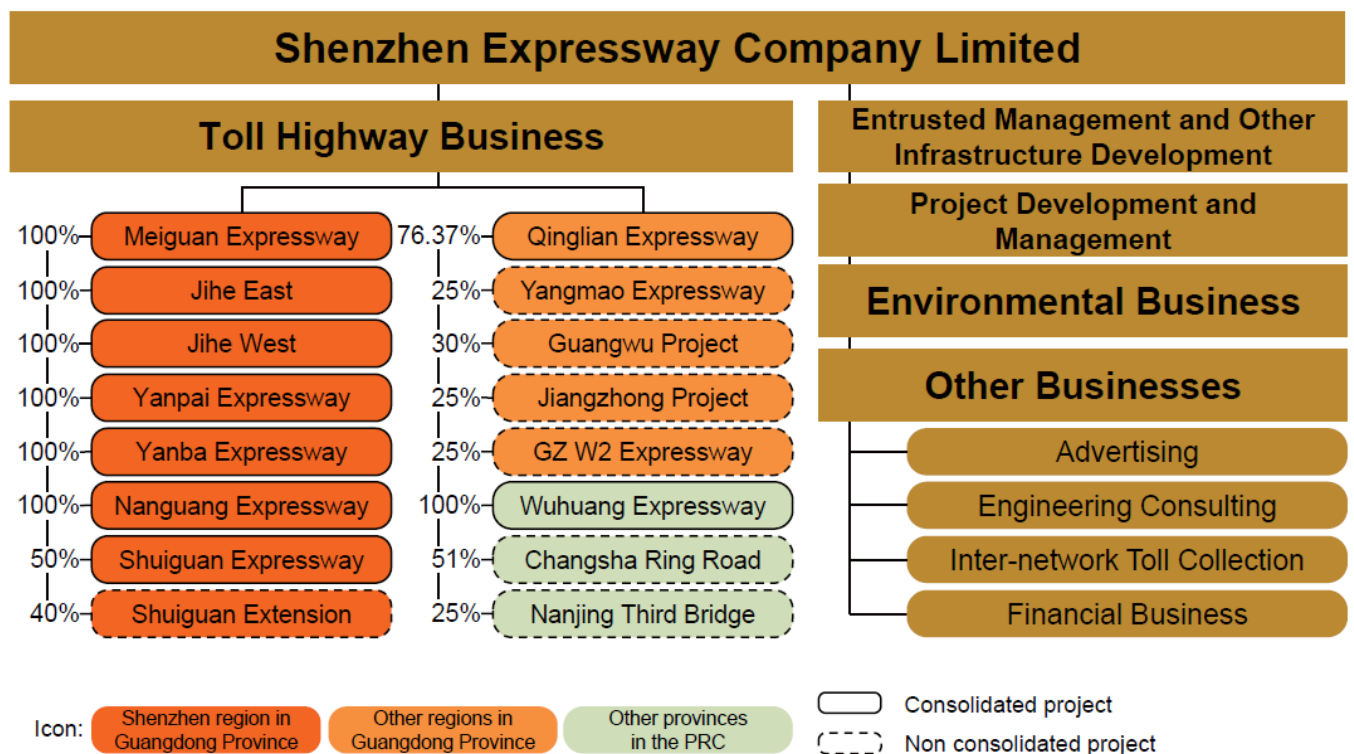 Shenzhen Expressway Company Limited
Toll Highway Business
100%
Meiguan Expressway
100%
Jihe East
100%
Jihe West
100%
Yanpai Expressway
100%
Yanba Expressway
100%
Nanguang Expressway
50%
Shuiguan Expressway
40%
Shuiguan Extension
76.37%
Qinglian Expressway
25%
Yangmao Expressway
30%
Guangwu Project
25%
Jiangzhong Project
25%
GZ W2 Expressway
100%
Wuhuang Expressway
51%
Changsha Ring Road
25%
Nanjing Third Bridge
Entrusted Management and Other
Infrastructure Development
Project Development and
Management
Environmental Business
Other Businesses
Advertising
Engineering Consulting
Inter-network Toll Collection
Financial Business
Icon:
Shenzhen region in
Guangdong Province
Other regions in
Guangdong Province
Other provinces
in the PRC
Consolidated project
Non consolidated project